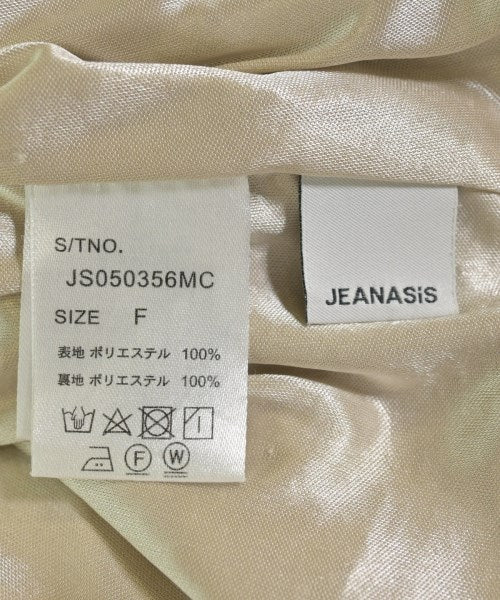 S/TNO.
JS050356MC
SIZE F
表地 ポリエステル 100%
裏地 ポリエステル 100%
F W
JEANASiS